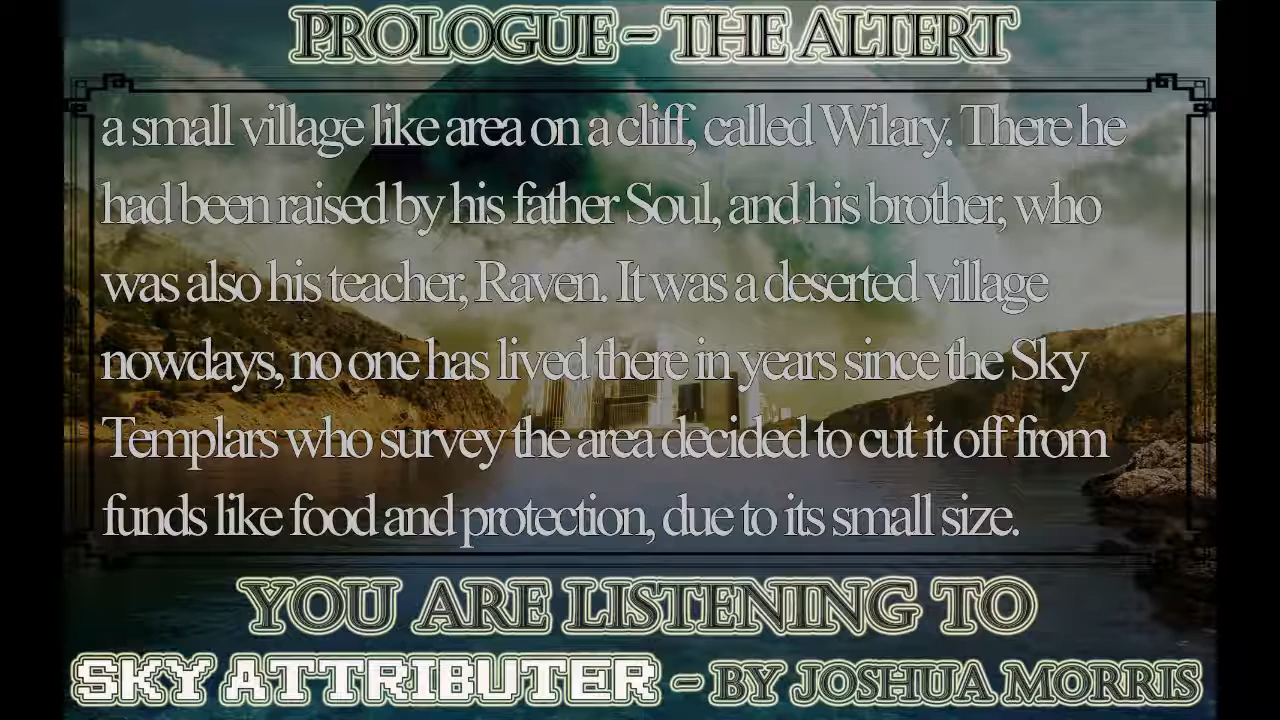 PROLOGUE - THE ALTERT
a small village like area on a cliff, called Wilary. There he
had been raised by his father Soul, and his brother, who
was also his teacher, Raven. It was a deserted village
nowdays, no one has lived there in years since the Sky
Templars who survey the area decided to cut it off from
funds like food and protection, due to its small size.
YOU ARE LISTENING TO
SKY ATTRIBUTER - BY JOSHUA MORRIS